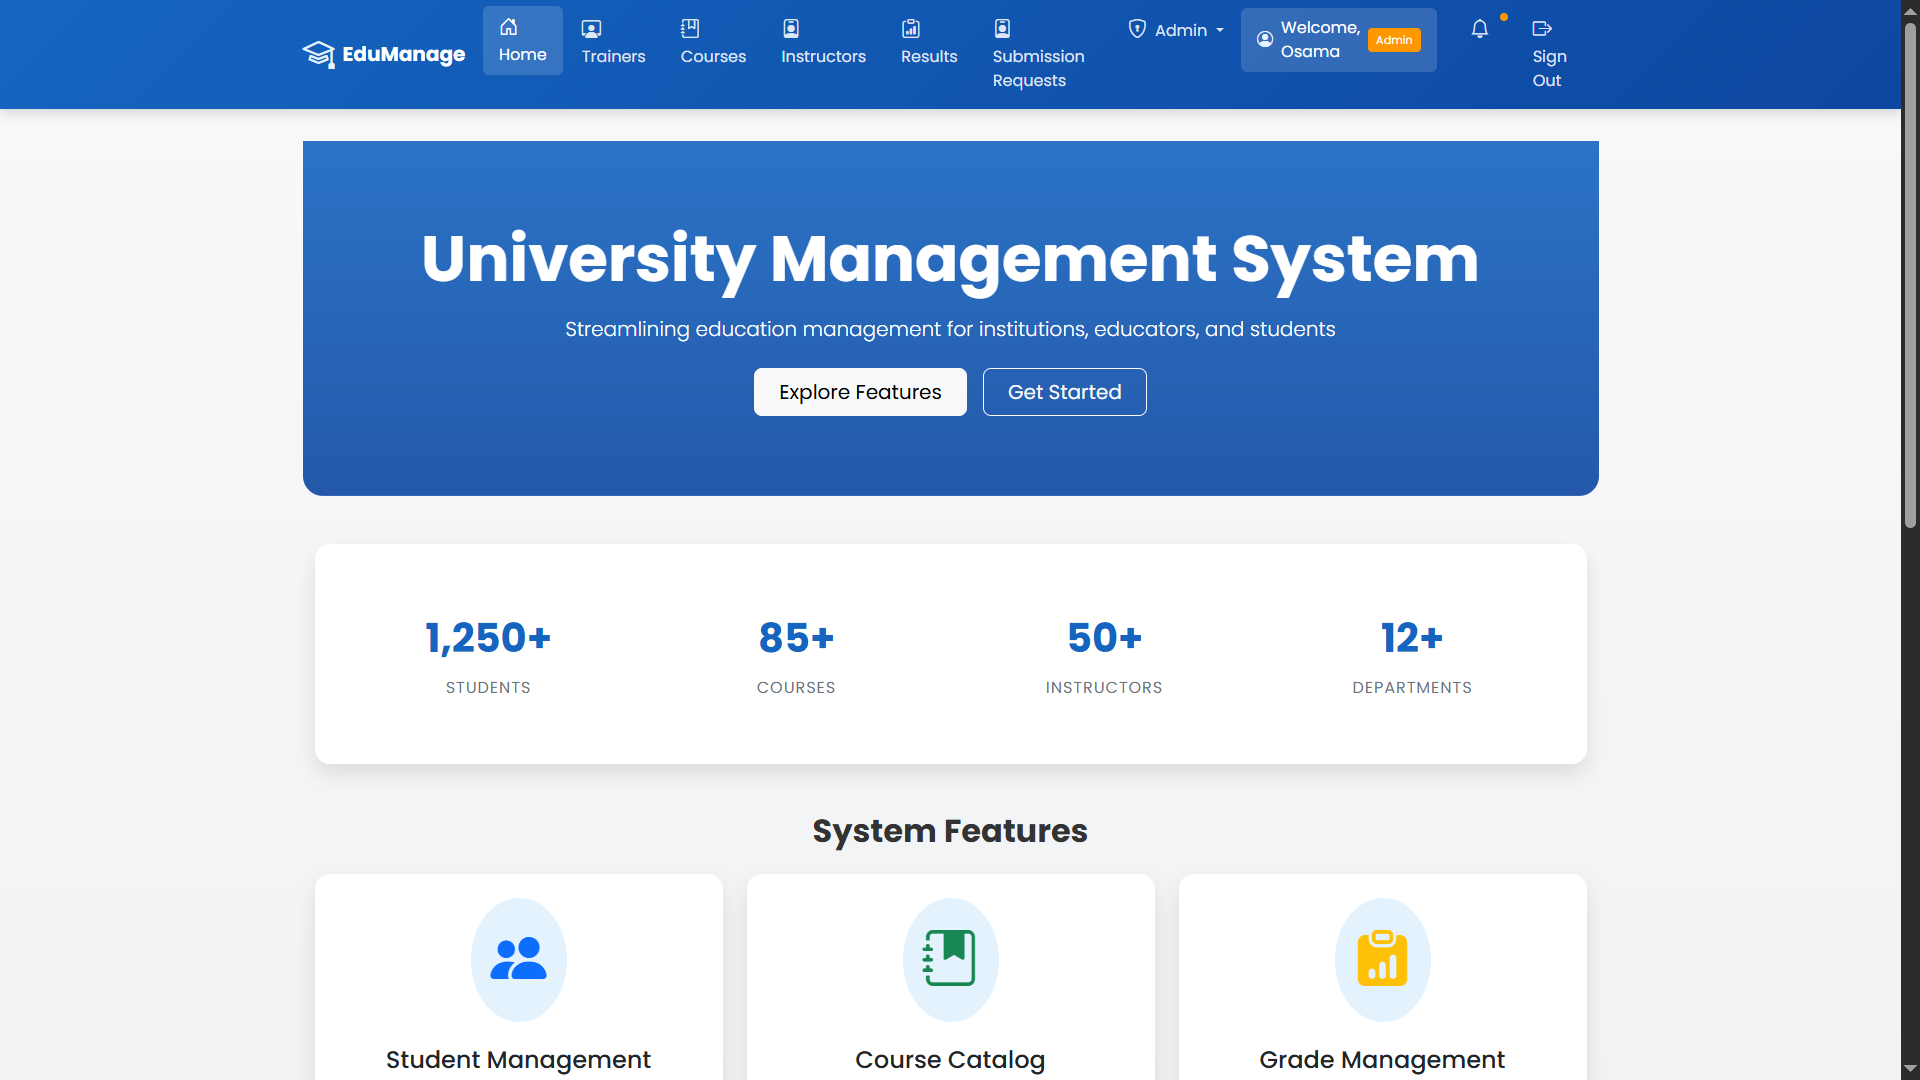 EduManage
Home
Trainers
Courses
Instructors
Results
Submission
Requests
Admin
Welcome,
Osama
Admin
Sign
Out
University Management System
Streamlining education management for institutions, educators, and students
Explore Features
Get Started
1,250+
STUDENTS
85+
COURSES
50+
INSTRUCTORS
12+
DEPARTMENTS
System Features
Student Management
Course Catalog
Grade Management